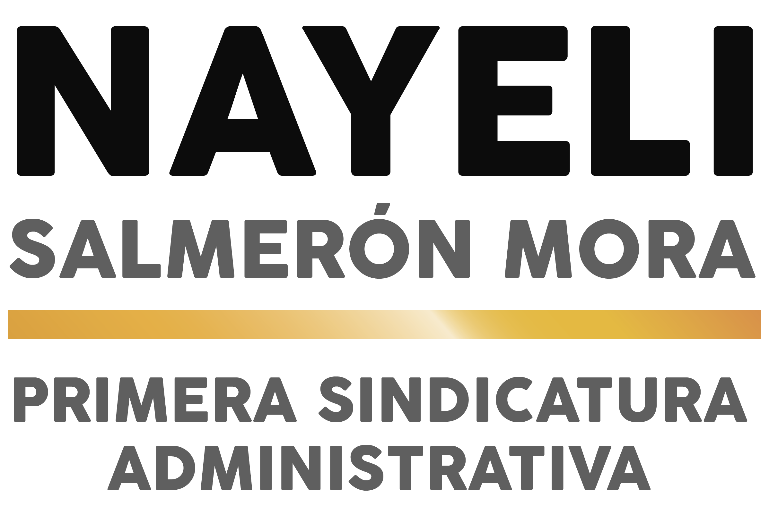 NAYELI
SALMERÓN MORA
PRIMERA SINDICATURA
ADMINISTRATIVA